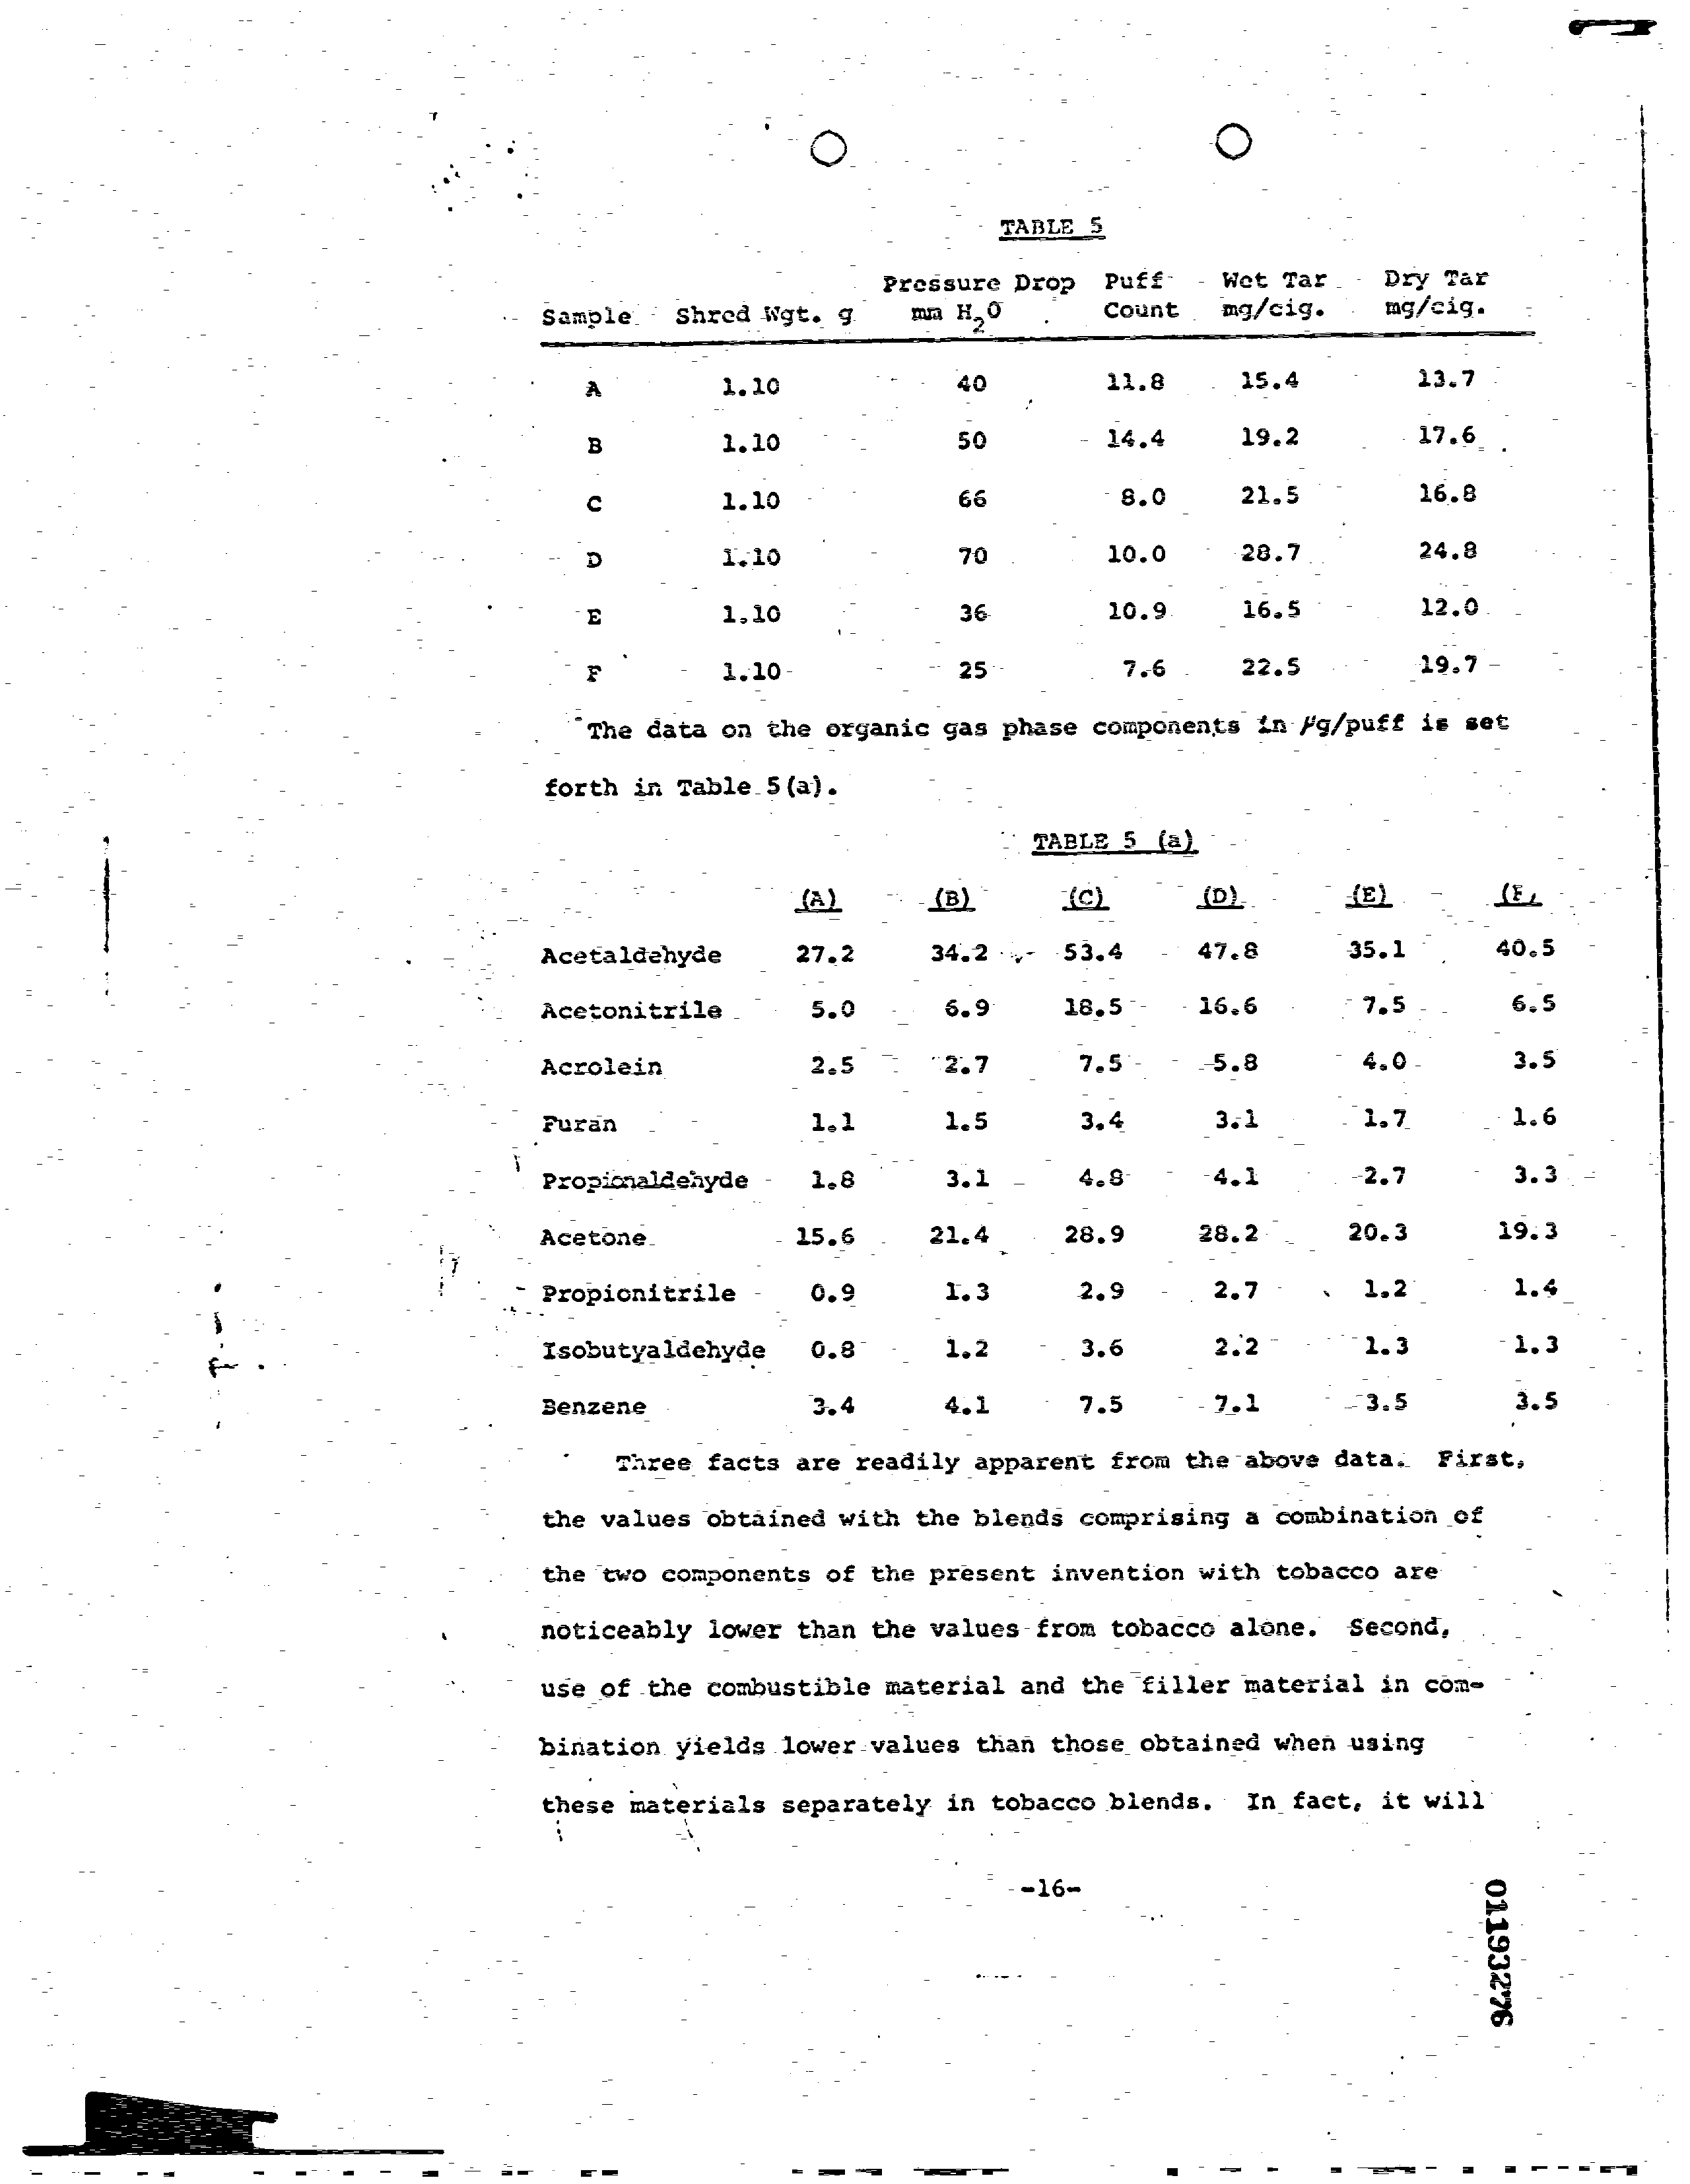 TABLE 5
Sample Shred Wgt. g Pressure Drop mm H2O Puff Count Wet Tar mg/cig. Dry Tar mg/cig.
A 1.10 40 11.8 15.4 13.7
B 1.10 50 14.4 19.2 17.6
C 1.10 66 8.0 21.5 16.8
D 1.10 70 10.0 28.7 24.8
E 1.10 36 10.9 16.5 12.0
F 1.10 25 7.6 22.5 19.7
The data on the organic gas phase components in μg/puff is set
forth in Table 5(a).
TABLE 5 (a)
(A) (B) (C) (D) (E) (F)
Acetaldehyde 27.2 34.2 53.4 47.8 35.1 40.5
Acetonitrile 5.0 6.9 18.5 16.6 7.5 6.5
Acrolein 2.5 2.7 7.5 5.8 4.0 3.5
Furan 1.1 1.5 3.4 3.1 1.7 1.6
Propionaldehyde 1.8 3.1 4.8 4.1 2.7 3.3
Acetone 15.6 21.4 28.9 28.2 20.3 19.3
Propionitrile 0.9 1.3 2.9 2.7 1.2 1.4
Isobutyaldehyde 0.8 1.2 3.6 2.2 1.3 1.3
Benzene 3.4 4.1 7.5 7.1 3.5 3.5
Three facts are readily apparent from the above data. First,
the values obtained with the blends comprising a combination of
the two components of the present invention with tobacco are
noticeably lower than the values from tobacco alone. Second,
use of the combustible material and the filler material in com-
bination yields lower values than those obtained when using
these materials separately in tobacco blends. In fact, it will
-16-
01193276